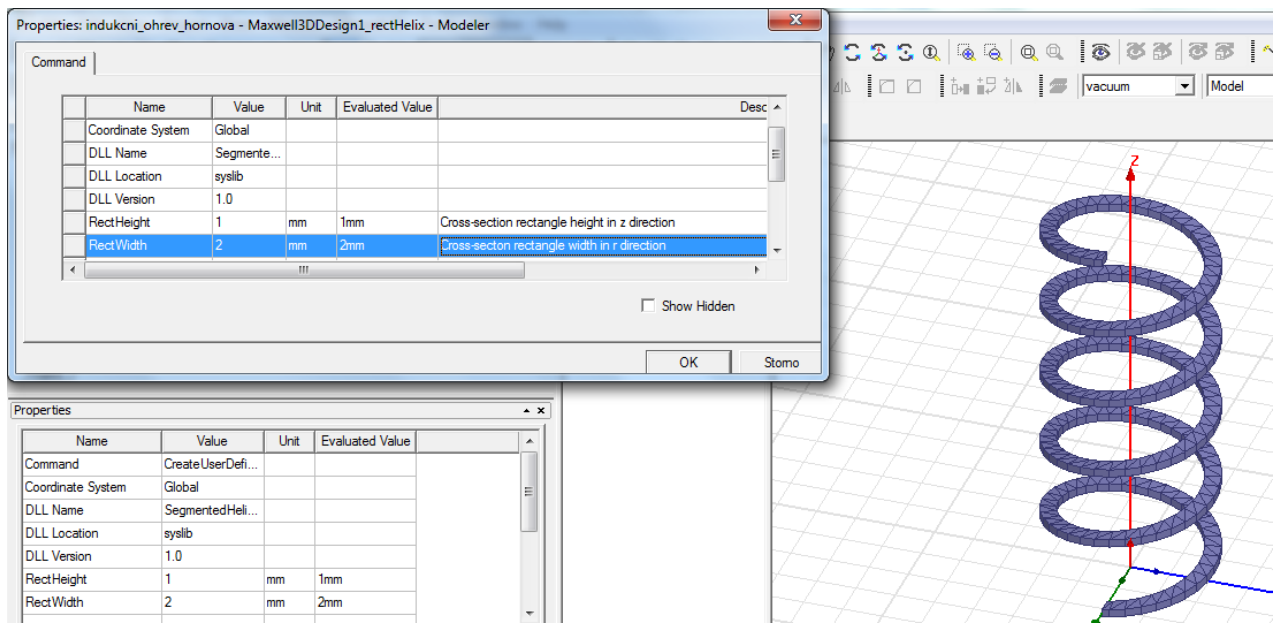 Properties: indukcni_ohrev_hornova - Maxwell3DDesign1_rectHelix - Modeler
Command
Name Value Unit Evaluated Value Desc
Coordinate System Global
DLL Name Segmente...
DLL Location syslib
DLL Version 1.0
RectHeight 1 mm 1mm Cross-section rectangle height in z direction
RectWidth 2 mm 2mm Cross-secton rectangle width in r direction
Show Hidden
OK Storno
vacuum Model
Z
Properties
Name Value Unit Evaluated Value
Command CreateUserDefi...
Coordinate System Global
DLL Name SegmentedHeli...
DLL Location syslib
DLL Version 1.0
RectHeight 1 mm 1mm
RectWidth 2 mm 2mm